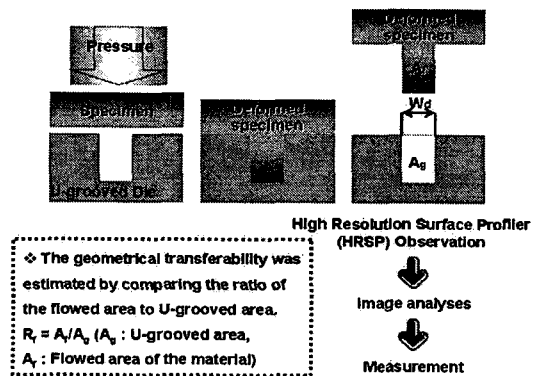 Pressure
Specimen
U-grooved Die
Deformed
specimen
Deformed
specimen
Wd
Ag
High Resolution Surface Profiler
(HRSP) Observation
Image analyses
Measurement
❖ The geometrical transferability was
estimated by comparing the ratio of
the flowed area to U-grooved area.
Rf = Af/Ag (Ag : U-grooved area,
Af : Flowed area of the material)